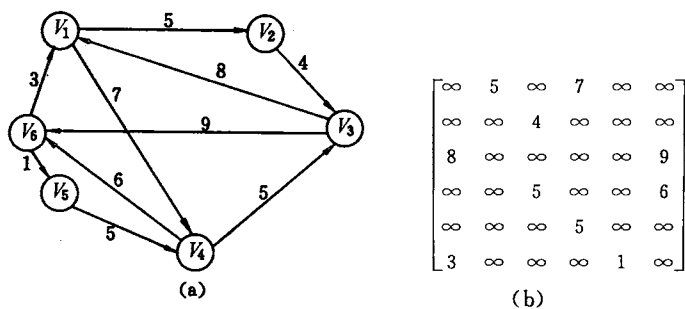 V₁ 5 V₂
3 7 8 4
V₆ 9 V₃
1 6 5
V₅ 5 V₄
(a)
∞ 5 ∞ 7 ∞ ∞
∞ ∞ 4 ∞ ∞ ∞
8 ∞ ∞ ∞ ∞ 9
∞ ∞ 5 ∞ ∞ 6
∞ ∞ ∞ 5 ∞ ∞
3 ∞ ∞ ∞ 1 ∞
(b)